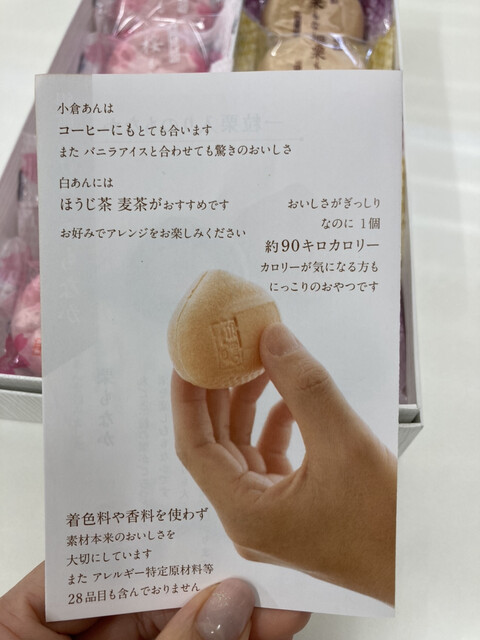 小倉あんは
コーヒーにもとても合います
また バニラアイスと合わせても驚きのおいしさ
白あんには
ほうじ茶 麦茶がおすすめです
お好みでアレンジをお楽しみください
おいしさがぎっしり
なのに 1個
約90キロカロリー
カロリーが気になる方も
にっこりのおやつです
着色料や香料を使わず
素材本来のおいしさを
大切にしています
また アレルギー特定原材料等
28品目も含んでおりません